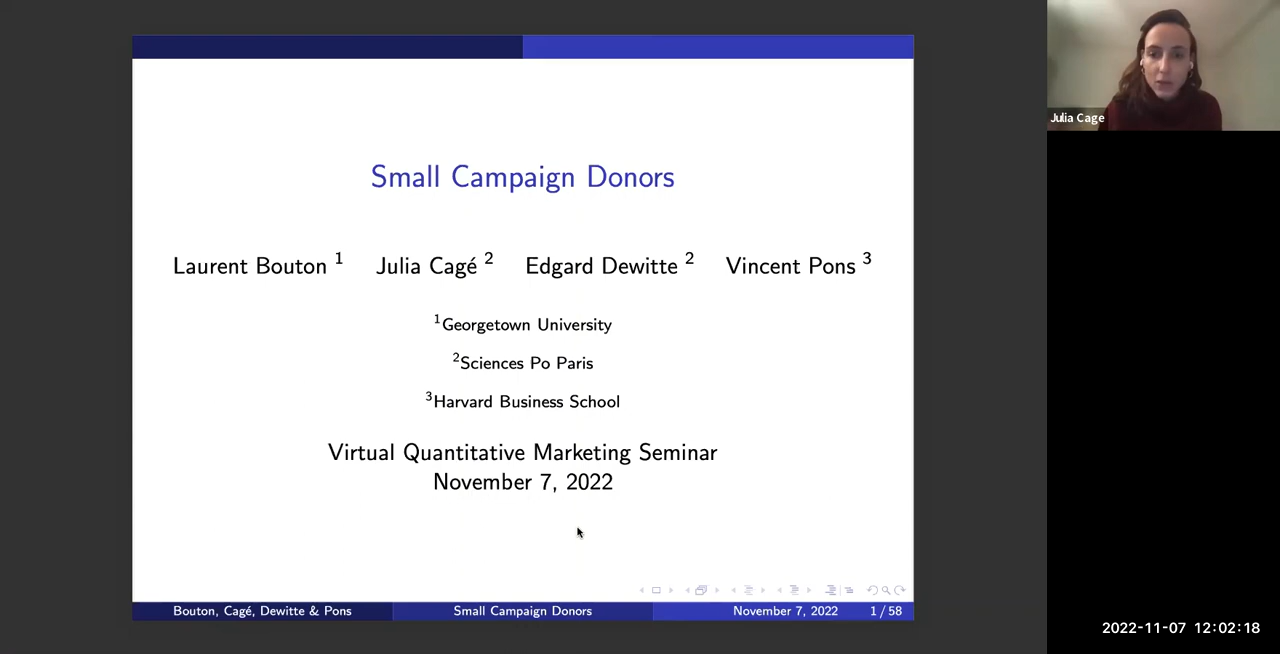 Small Campaign Donors
Laurent Bouton ¹ Julia Cagé ² Edgard Dewitte ² Vincent Pons ³
¹Georgetown University
²Sciences Po Paris
³Harvard Business School
Virtual Quantitative Marketing Seminar
November 7, 2022
Bouton, Cagé, Dewitte & Pons Small Campaign Donors November 7, 2022 1 / 58
Julia Cage
2022-11-07 12:02:18